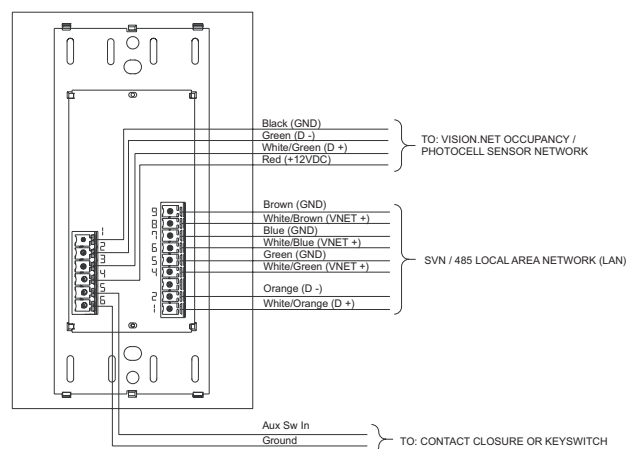 Black (GND)
Green (D -)
White/Green (D +)
Red (+12VDC)
TO: VISION.NET OCCUPANCY /
PHOTOCELL SENSOR NETWORK
1
2
3
4
5
6
9
8
7
6
5
4
2
1
Brown (GND)
White/Brown (VNET +)
Blue (GND)
White/Blue (VNET +)
Green (GND)
White/Green (VNET +)
Orange (D -)
White/Orange (D +)
SVN / 485 LOCAL AREA NETWORK (LAN)
Aux Sw In
Ground
TO: CONTACT CLOSURE OR KEYSWITCH